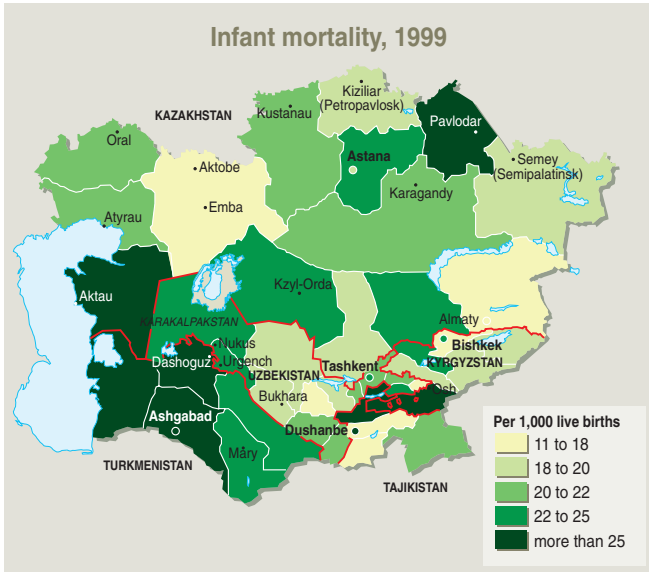 Infant mortality, 1999
Kiziliar
(Petropavlosk)
KAZAKHSTAN
Kustanau
Pavlodar
Oral
Astana
Semey
(Semipalatinsk)
Aktobe
Karagandy
Emba
Atyrau
Kzyl-Orda
Aktau
Almaty
KARAKALPAKSTAN
Nukus
Bishkek
Dashoguz
Urgench
Tashkent
KYRGYZSTAN
UZBEKISTAN
Osh
Bukhara
Ashgabad
Dushanbe
Máry
TURKMENISTAN
TAJIKISTAN
Per 1,000 live births
11 to 18
18 to 20
20 to 22
22 to 25
more than 25